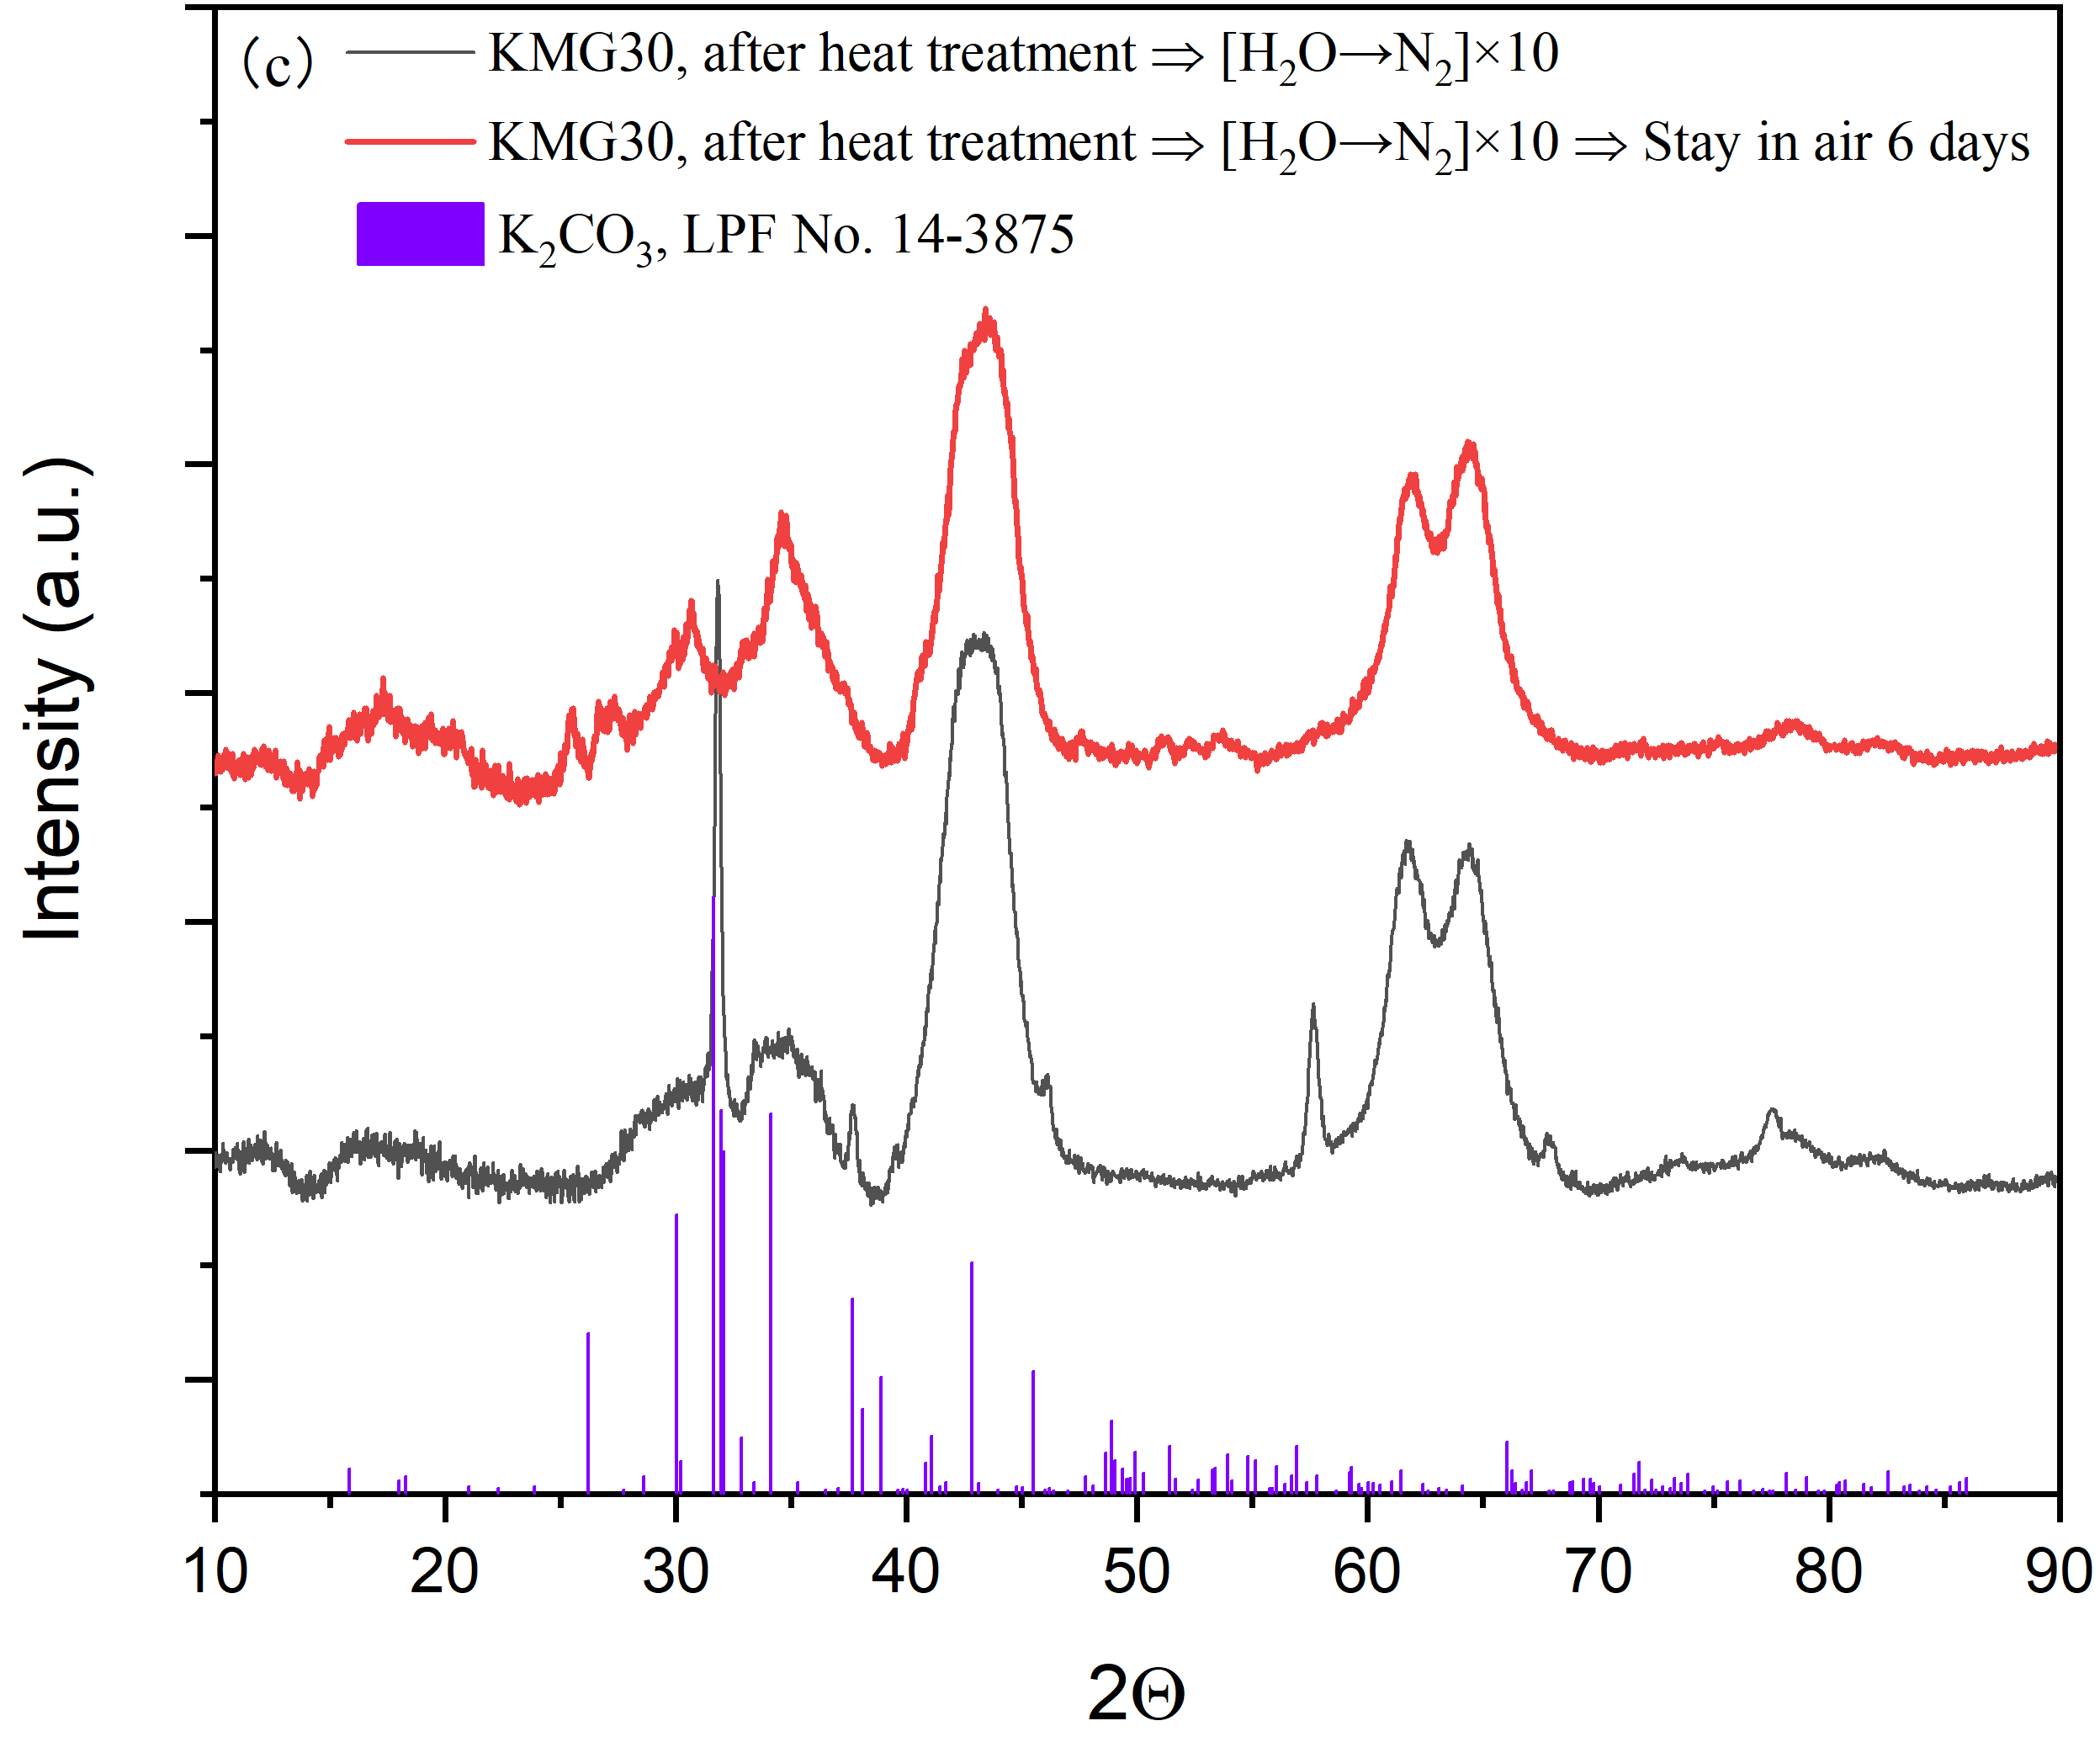 (c) KMG30, after heat treatment ⇒ [H₂O→N₂]×10
KMG30, after heat treatment ⇒ [H₂O→N₂]×10 ⇒ Stay in air 6 days
K₂CO₃, LPF No. 14-3875
Intensity (a.u.)
10 20 30 40 50 60 70 80 90
2Θ